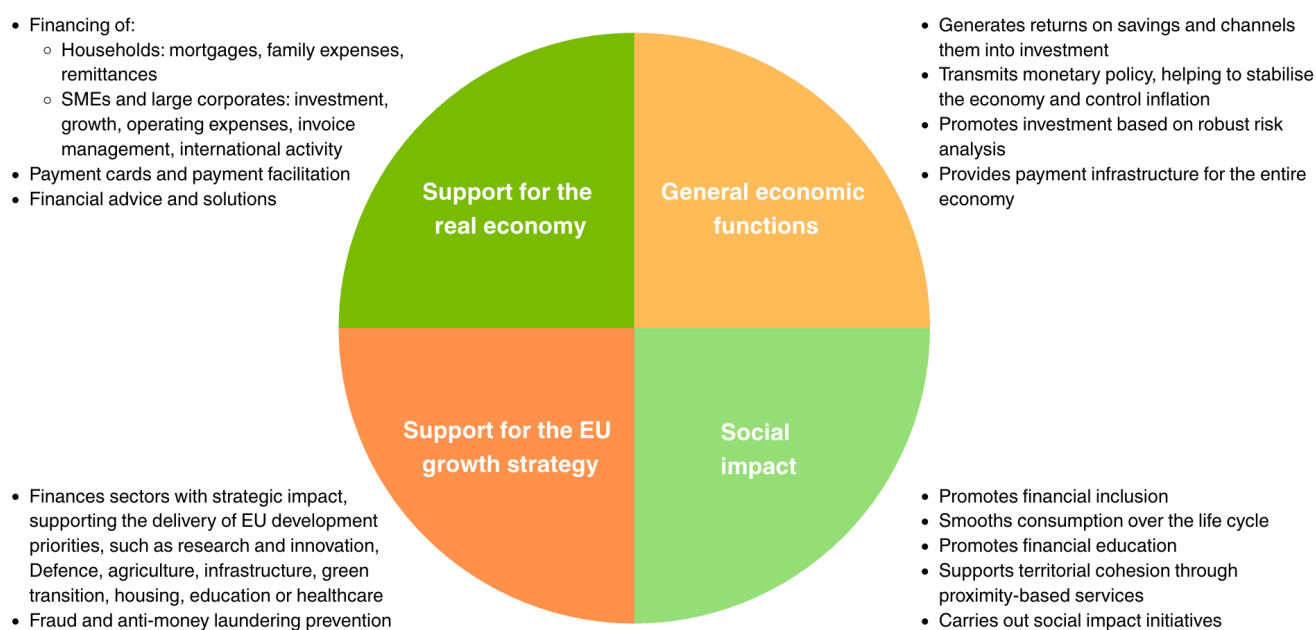 Financing of:
Households: mortgages, family expenses,
remittances
SMEs and large corporates: investment,
growth, operating expenses, invoice
management, international activity
Payment cards and payment facilitation
Financial advice and solutions
Support for the
real economy
General economic
functions
Generates returns on savings and channels
them into investment
Transmits monetary policy, helping to stabilise
the economy and control inflation
Promotes investment based on robust risk
analysis
Provides payment infrastructure for the entire
economy
Support for the EU
growth strategy
Social
impact
Finances sectors with strategic impact,
supporting the delivery of EU development
priorities, such as research and innovation,
Defence, agriculture, infrastructure, green
transition, housing, education or healthcare
Fraud and anti-money laundering prevention
Promotes financial inclusion
Smooths consumption over the life cycle
Promotes financial education
Supports territorial cohesion through
proximity-based services
Carries out social impact initiatives